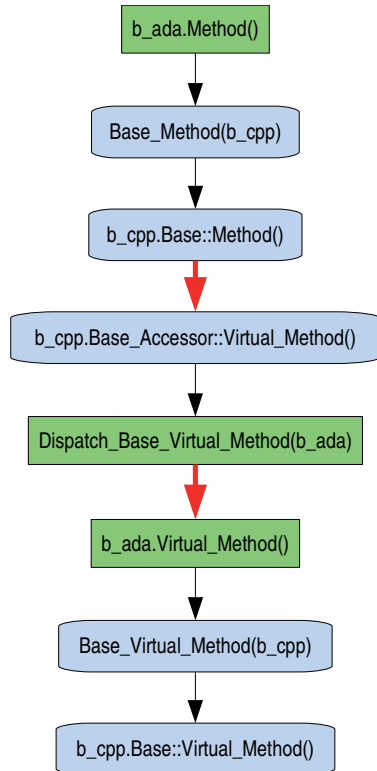 b_ada.Method()
Base_Method(b_cpp)
b_cpp.Base::Method()
b_cpp.Base_Accessor::Virtual_Method()
Dispatch_Base_Virtual_Method(b_ada)
b_ada.Virtual_Method()
Base_Virtual_Method(b_cpp)
b_cpp.Base::Virtual_Method()